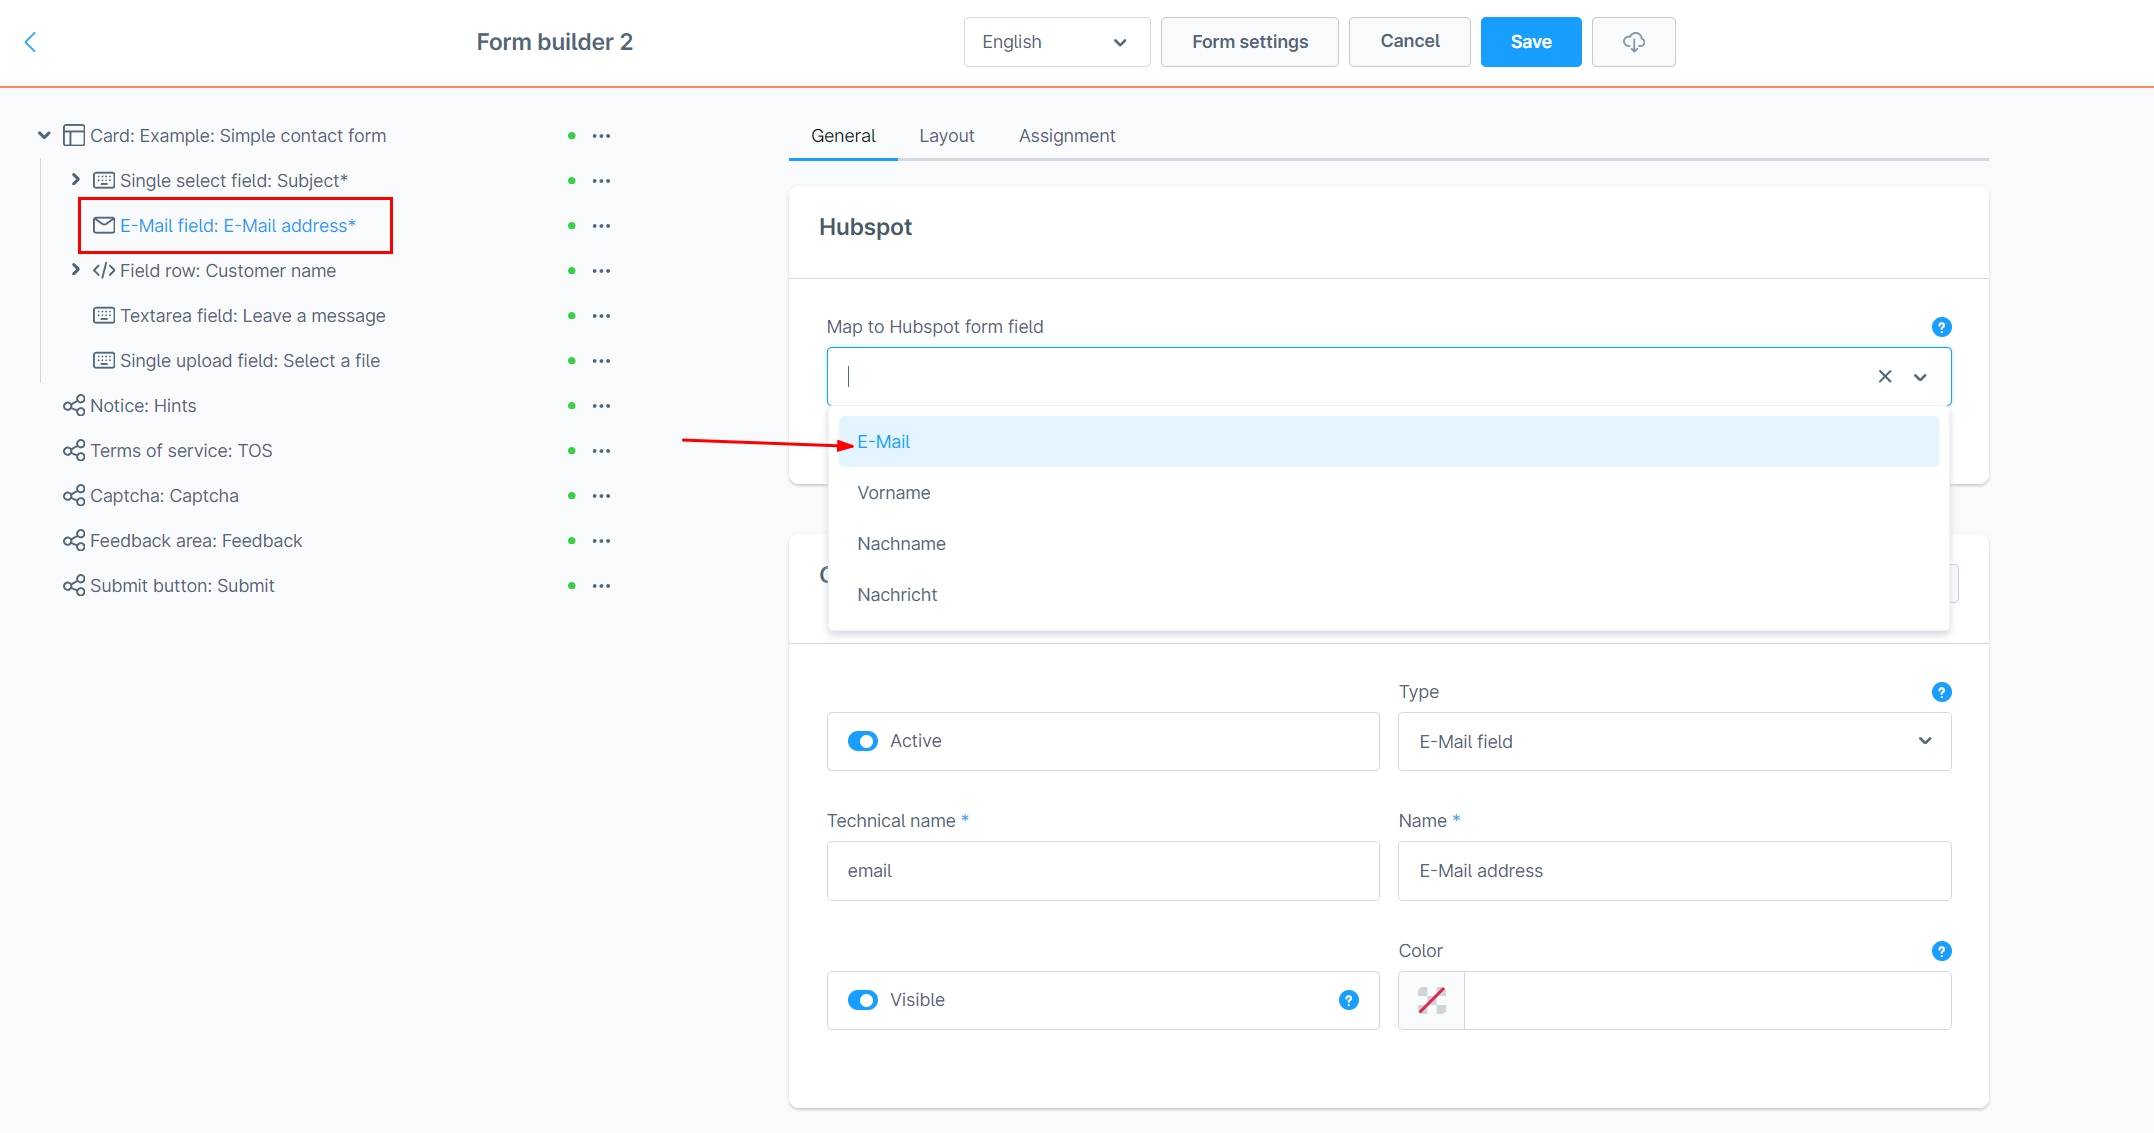 Form builder 2
English
Form settings
Cancel
Save
Card: Example: Simple contact form
Single select field: Subject*
E-Mail field: E-Mail address*
Field row: Customer name
Textarea field: Leave a message
Single upload field: Select a file
Notice: Hints
Terms of service: TOS
Captcha: Captcha
Feedback area: Feedback
Submit button: Submit
General
Layout
Assignment
Hubspot
Map to Hubspot form field
?
E-Mail
Vorname
Nachname
Nachricht
Type
?
Active
E-Mail field
Technical name *
Name *
email
E-Mail address
Color
?
Visible
?